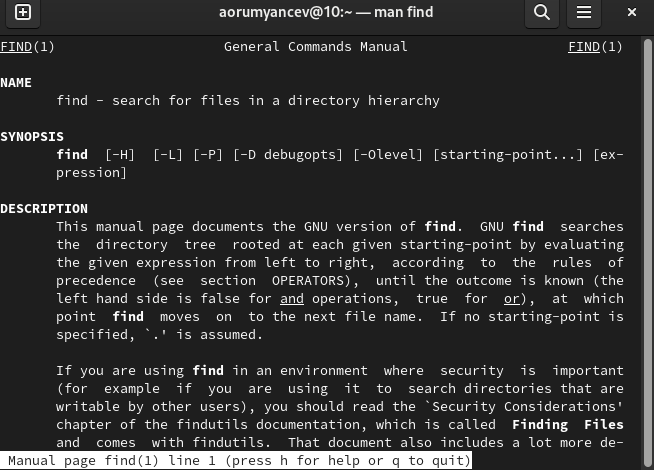 aorumyancev@10:~ — man find
FIND(1) General Commands Manual FIND(1)
NAME
find - search for files in a directory hierarchy
SYNOPSIS
find [-H] [-L] [-P] [-D debugopts] [-Olevel] [starting-point...] [ex-
pression]
DESCRIPTION
This manual page documents the GNU version of find. GNU find searches
the directory tree rooted at each given starting-point by evaluating
the given expression from left to right, according to the rules of
precedence (see section OPERATORS), until the outcome is known (the
left hand side is false for and operations, true for or), at which
point find moves on to the next file name. If no starting-point is
specified, `.' is assumed.
If you are using find in an environment where security is important
(for example if you are using it to search directories that are
writable by other users), you should read the `Security Considerations'
chapter of the findutils documentation, which is called Finding Files
and comes with findutils. That document also includes a lot more de-
Manual page find(1) line 1 (press h for help or q to quit)